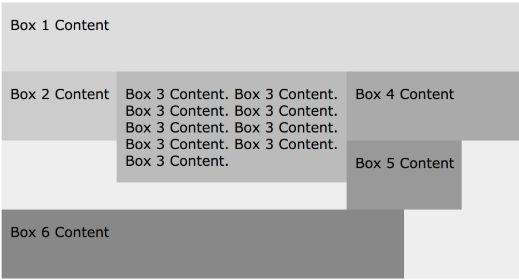 Box 1 Content
Box 2 Content
Box 3 Content. Box 3 Content.
Box 3 Content. Box 3 Content.
Box 3 Content. Box 3 Content.
Box 3 Content. Box 3 Content.
Box 3 Content.
Box 4 Content
Box 5 Content
Box 6 Content